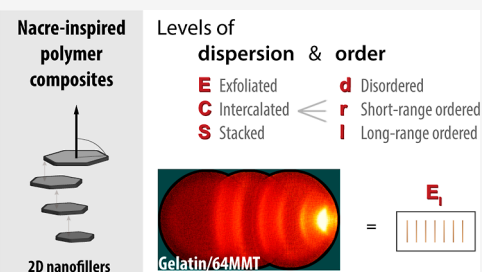 Nacre-inspired
polymer
composites
2D nanofillers
Levels of
dispersion & order
E Exfoliated
C Intercalated
S Stacked
d Disordered
r Short-range ordered
l Long-range ordered
Gelatin/64MMT
=
El